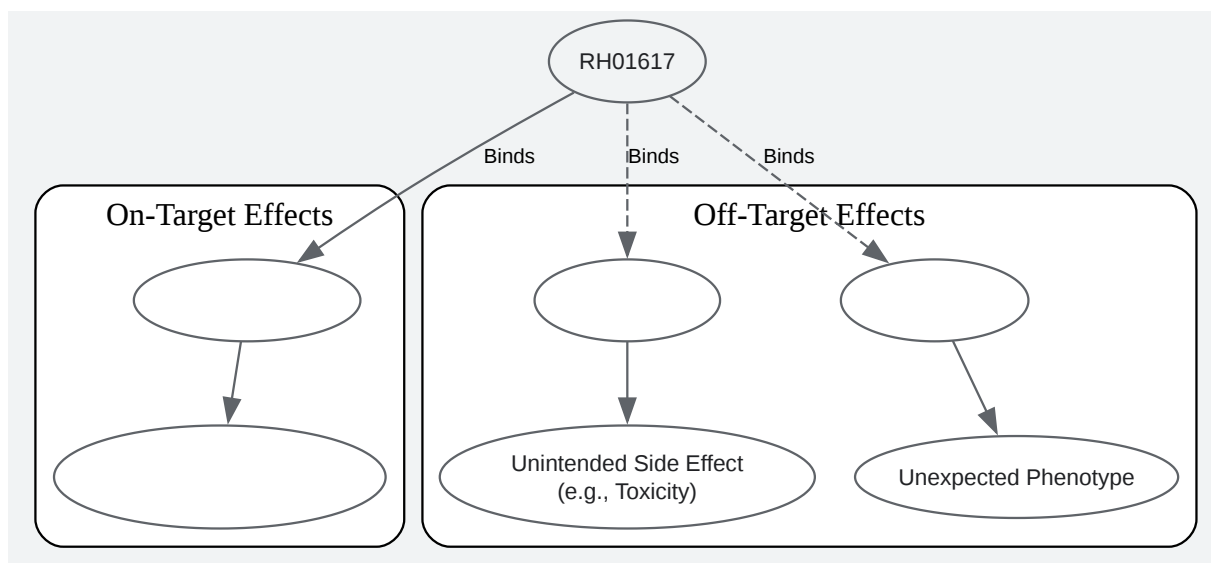 RH01617
Binds
Binds
Binds
On-Target Effects
Off-Target Effects
Unintended Side Effect
(e.g., Toxicity)
Unexpected Phenotype